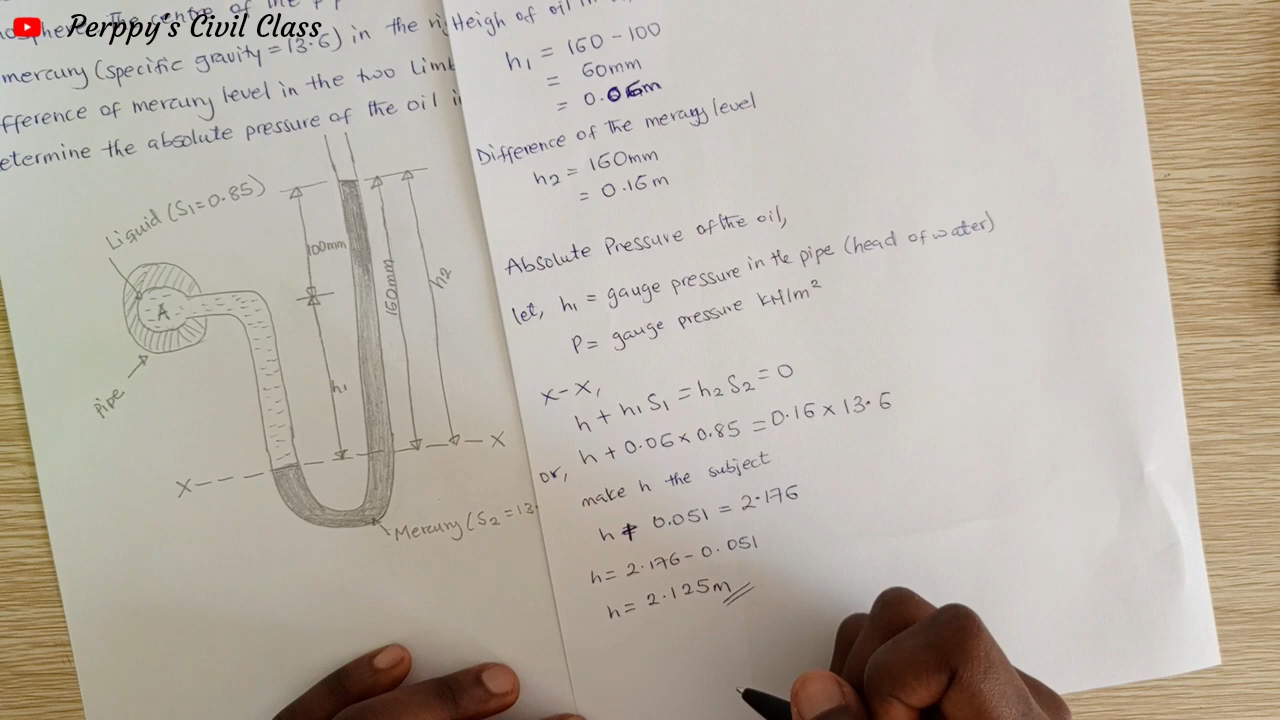 Perppy's Civil Class
mercury (specific gravity = 13.6) in the
fference of mercury level in the two limb
etermine the absolute pressure of the oil
Liquid (S1=0.85)
100mm
160mm
h2
A
h1
Pipe
X
X
Mercury (S2 = 13.
Heigh of oil in
h1 = 160 - 100
= 60mm
= 0.06m
Difference of the mercury level
h2 = 160mm
= 0.16m
Absolute Pressure of the oil,
let, h1 = gauge pressure in the pipe (head of water)
P = gauge pressure kN/m²
X-X,
h + h1 S1 = h2 S2 = 0
or, h + 0.06 x 0.85 = 0.16 x 13.6
make h the subject
h + 0.051 = 2.176
h = 2.176 - 0.051
h = 2.125m